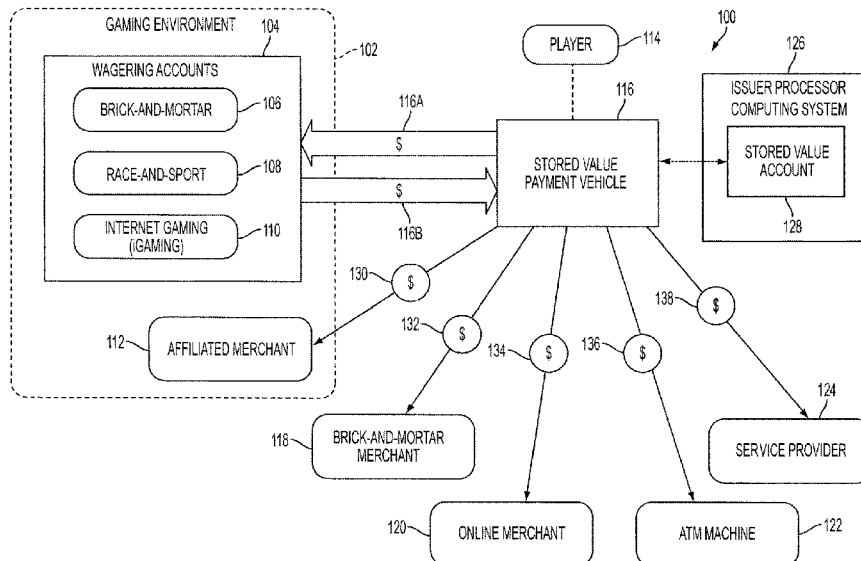 GAMING ENVIRONMENT
104
102
WAGERING ACCOUNTS
BRICK-AND-MORTAR
106
RACE-AND-SPORT
108
INTERNET GAMING
(iGAMING)
110
116A
$
$
116B
PLAYER
114
100
116
STORED VALUE
PAYMENT VEHICLE
126
ISSUER PROCESSOR
COMPUTING SYSTEM
STORED VALUE
ACCOUNT
128
130
$
132
$
134
$
136
$
138
$
112
AFFILIATED MERCHANT
118
BRICK-AND-MORTAR
MERCHANT
120
ONLINE MERCHANT
ATM MACHINE
122
124
SERVICE PROVIDER